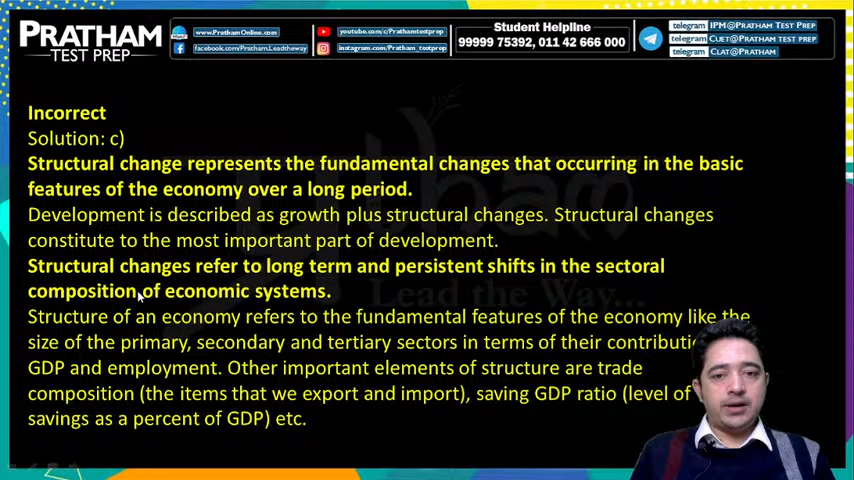 PRATHAM
TEST PREP
www.PrathamOnline.com
facebook.com/Pratham.Leadtheway
youtube.com/c/Prathamtestprep
instagram.com/Pratham_testprep
Student Helpline
99999 75392, 011 42 666 000
telegram IPM@PRATHAM TEST PREP
telegram CUET@PRATHAM TEST PREP
telegram CLAT@PRATHAM
Incorrect
Solution: c)
Structural change represents the fundamental changes that occurring in the basic
features of the economy over a long period.
Development is described as growth plus structural changes. Structural changes
constitute to the most important part of development.
Structural changes refer to long term and persistent shifts in the sectoral
composition of economic systems.
Structure of an economy refers to the fundamental features of the economy like the
size of the primary, secondary and tertiary sectors in terms of their
GDP and employment. Other important elements of structure are trade
composition (the items that we export and import), saving GDP ratio (level of
savings as a percent of GDP) etc.
Lead the Way...